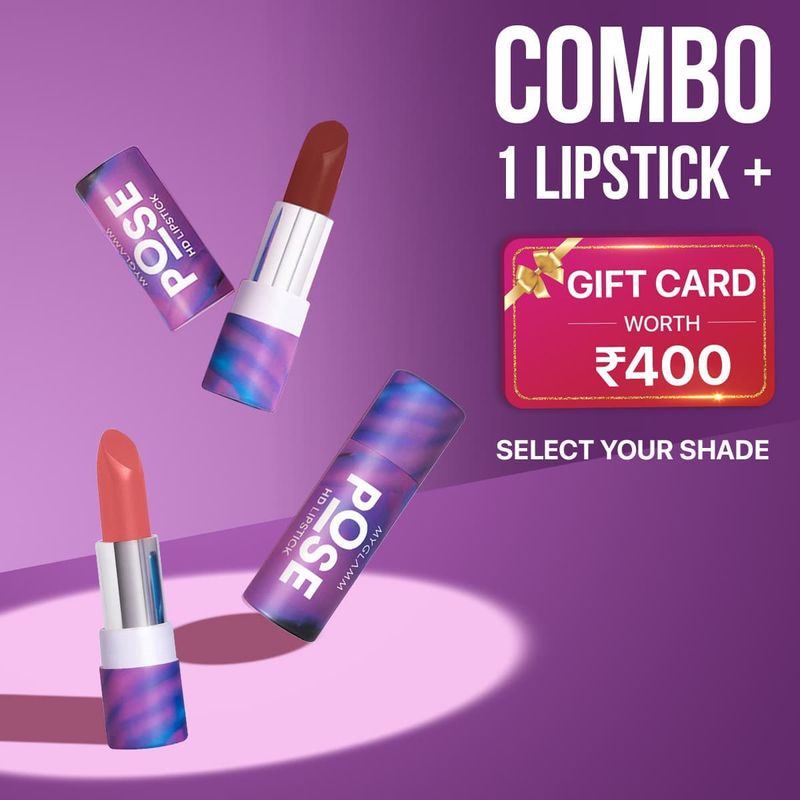 COMBO
1 LIPSTICK +
GIFT CARD
WORTH
₹400
SELECT YOUR SHADE
MYGLAMM
POSE
HD LIPSTICK
MYGLAMM
POSE
HD LIPSTICK